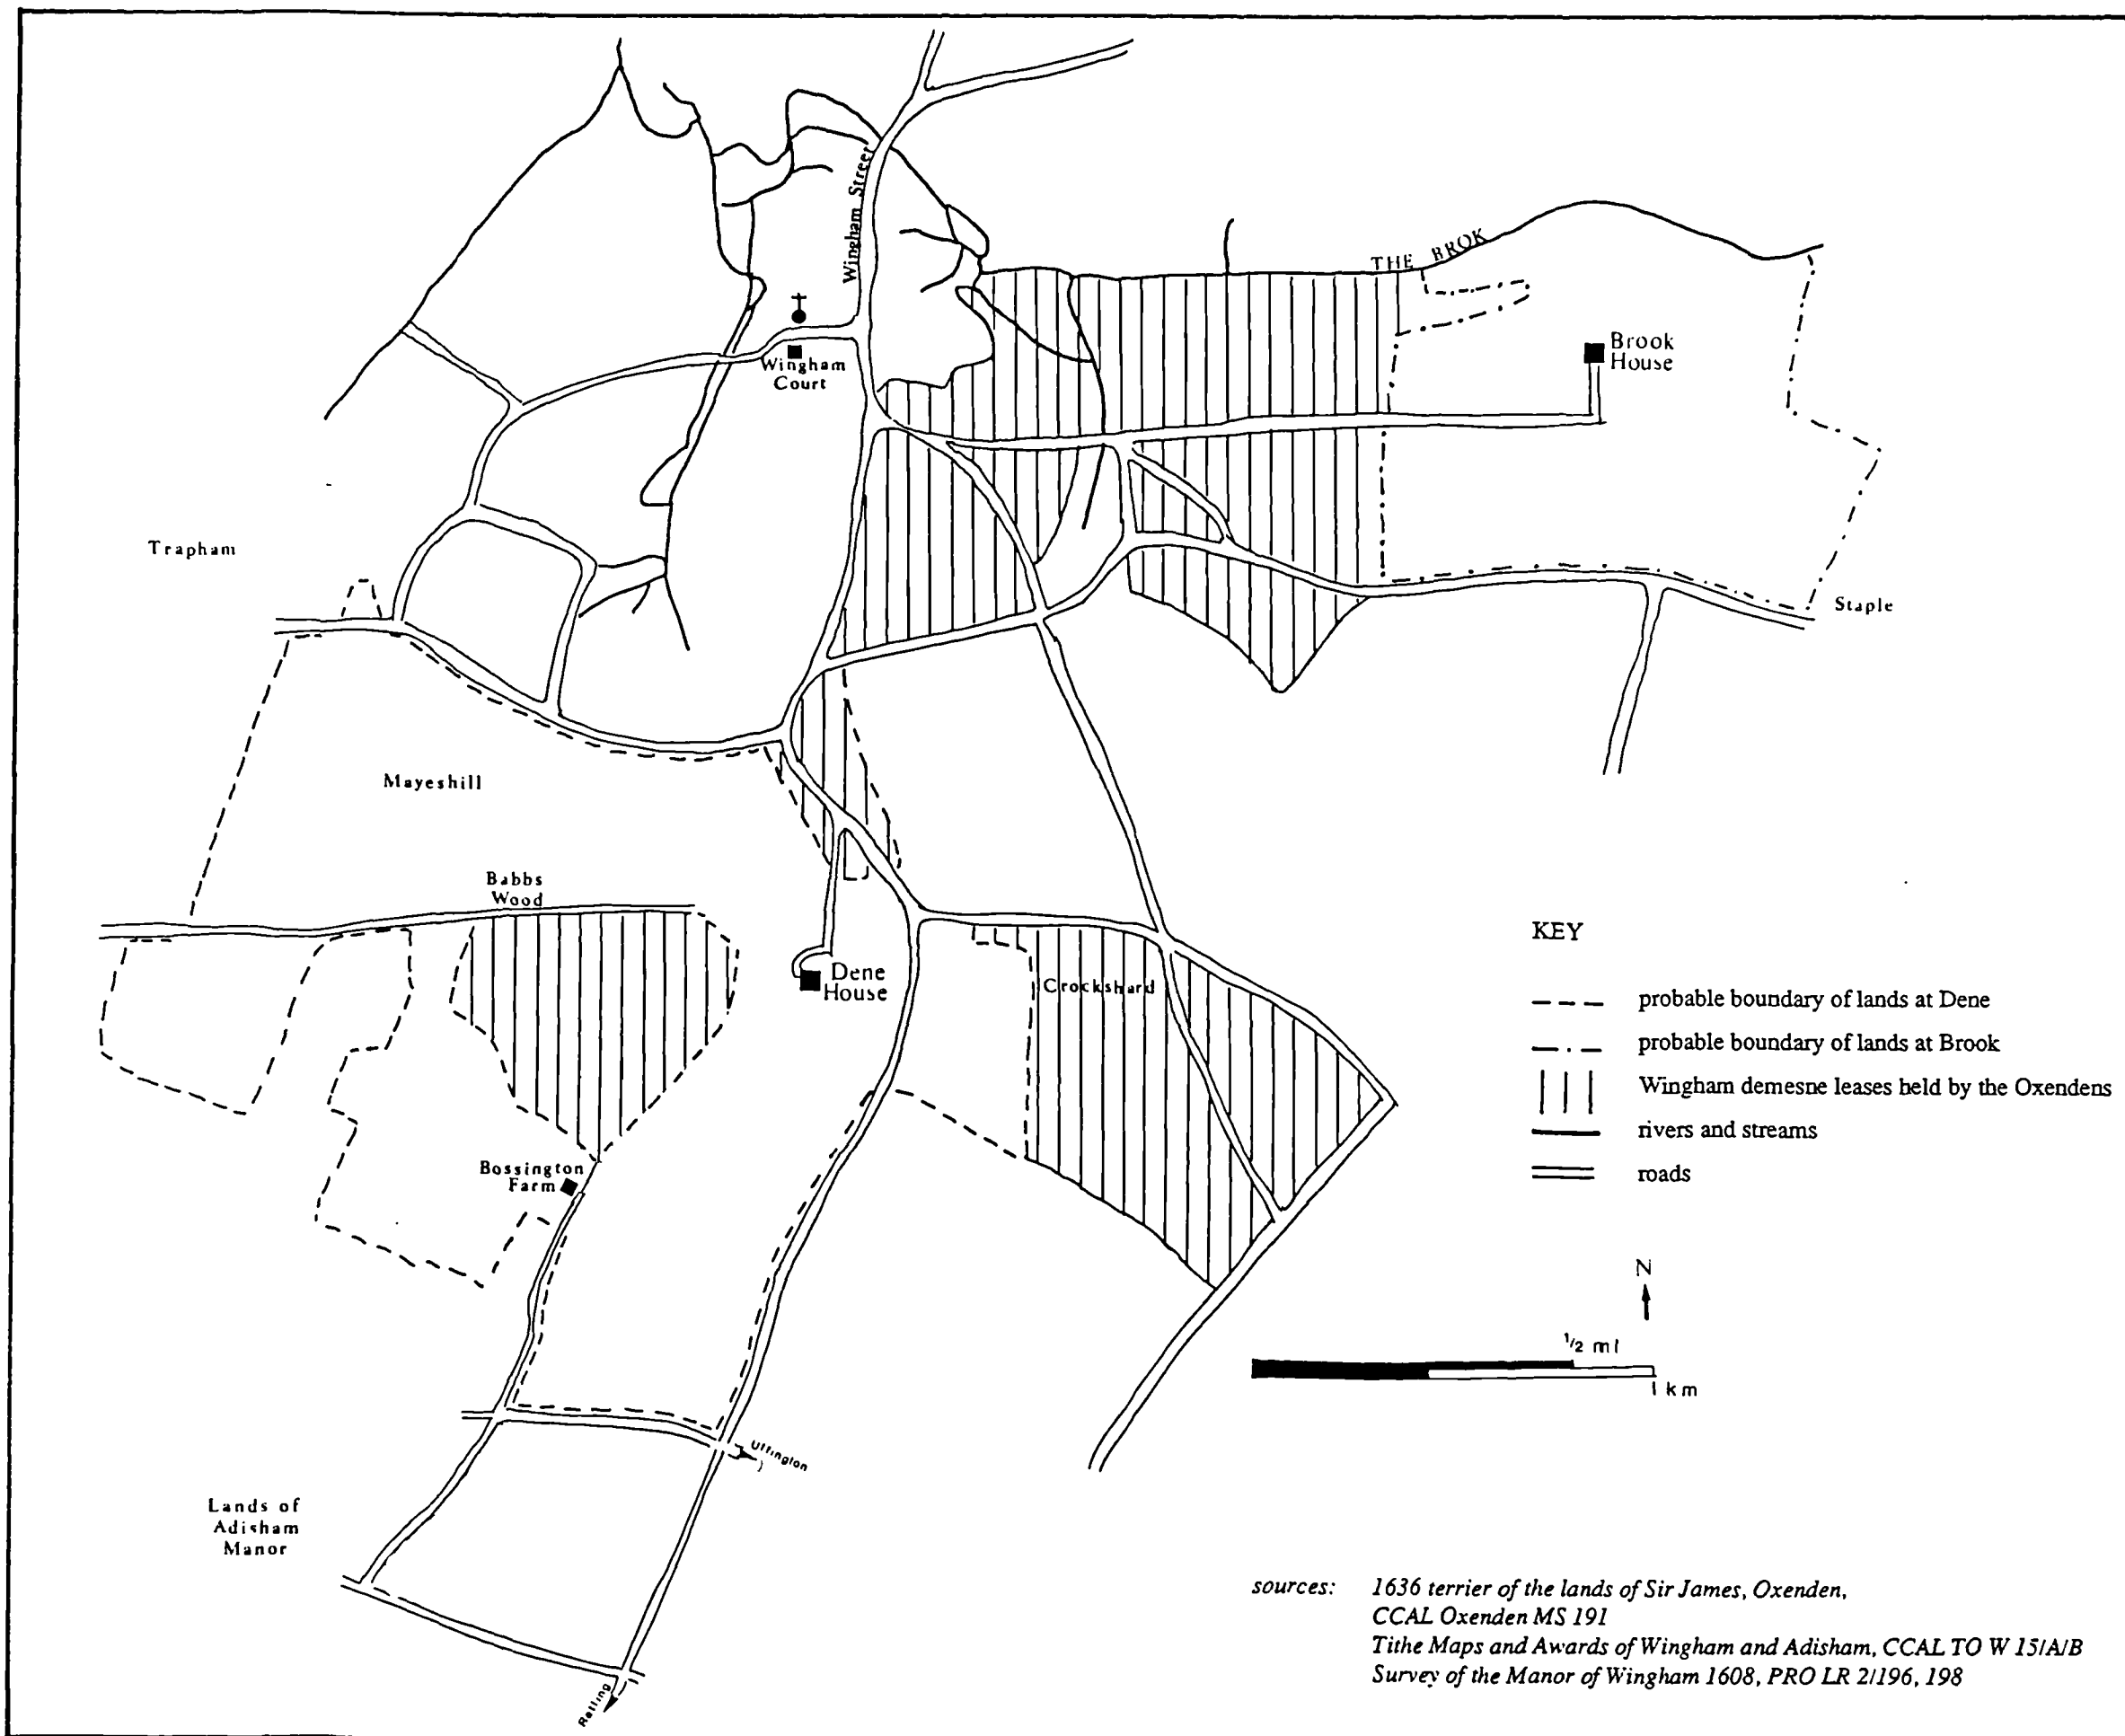 Wingham Street
THE BROK
Wingham
Court
Brook
House
Trapham
Staple
Mayeshill
Babbs
Wood
Dene
House
Crockshard
KEY
probable boundary of lands at Dene
probable boundary of lands at Brook
Wingham demesne leases held by the Oxendens
rivers and streams
roads
Bossington
Farm
N
1/2 ml
1 km
Uffington
Lands of
Adisham
Manor
Ratling
sources: 1636 terrier of the lands of Sir James, Oxenden,
CCAL Oxenden MS 191
Tithe Maps and Awards of Wingham and Adisham, CCAL TO W 15/A/B
Survey of the Manor of Wingham 1608, PRO LR 2/196, 198